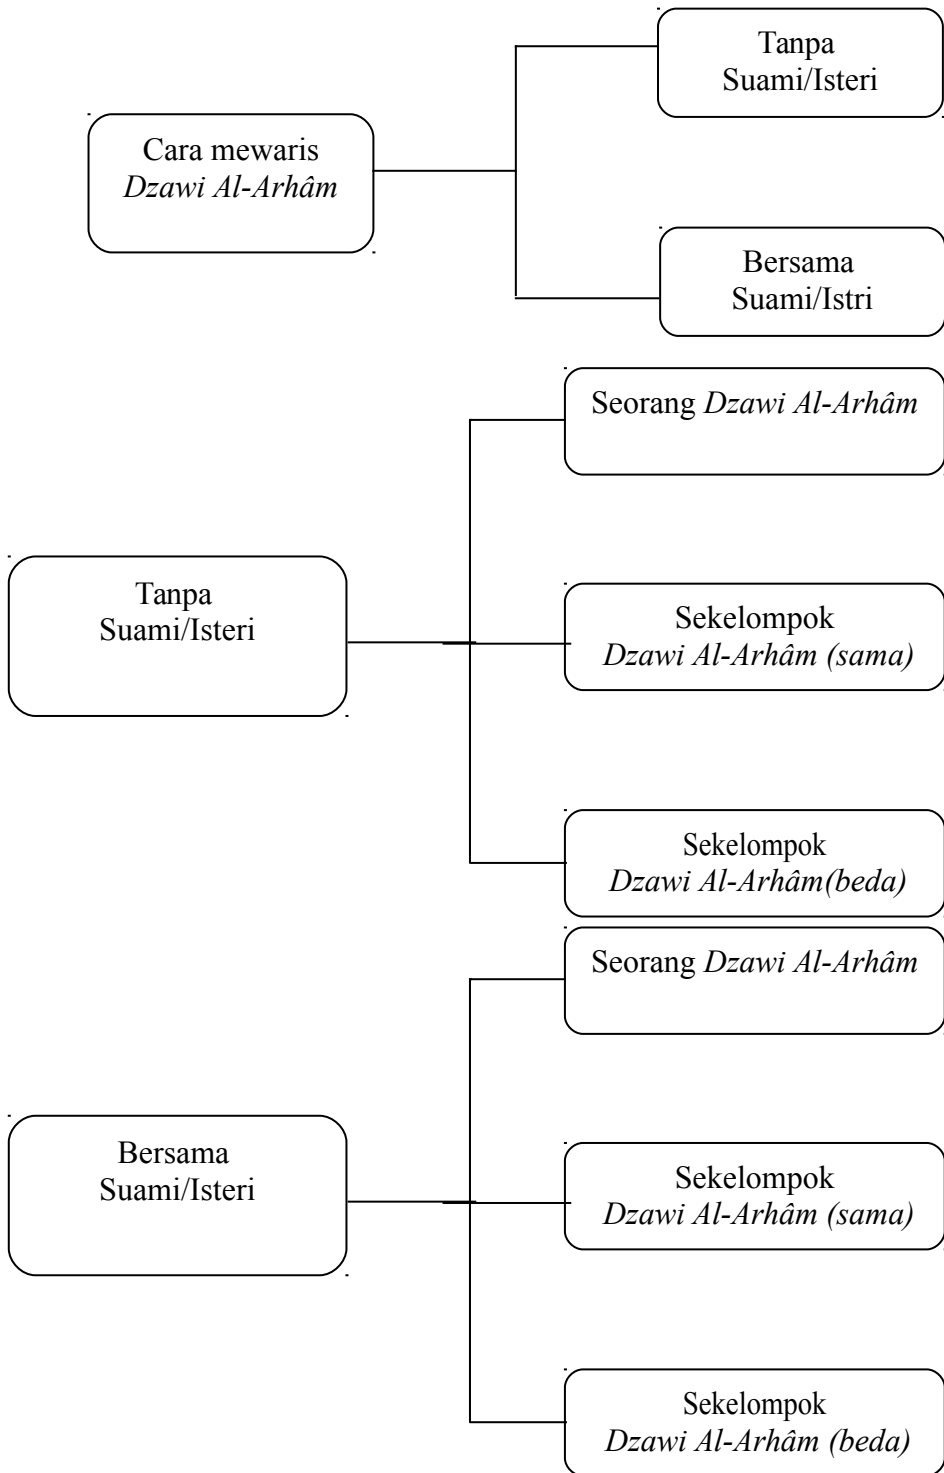 Tanpa
Suami/Isteri
Cara mewaris
Dzawi Al-Arhâm
Bersama
Suami/Istri
Seorang Dzawi Al-Arhâm
Tanpa
Suami/Isteri
Sekelompok
Dzawi Al-Arhâm (sama)
Sekelompok
Dzawi Al-Arhâm(beda)
Seorang Dzawi Al-Arhâm
Bersama
Suami/Isteri
Sekelompok
Dzawi Al-Arhâm (sama)
Sekelompok
Dzawi Al-Arhâm (beda)